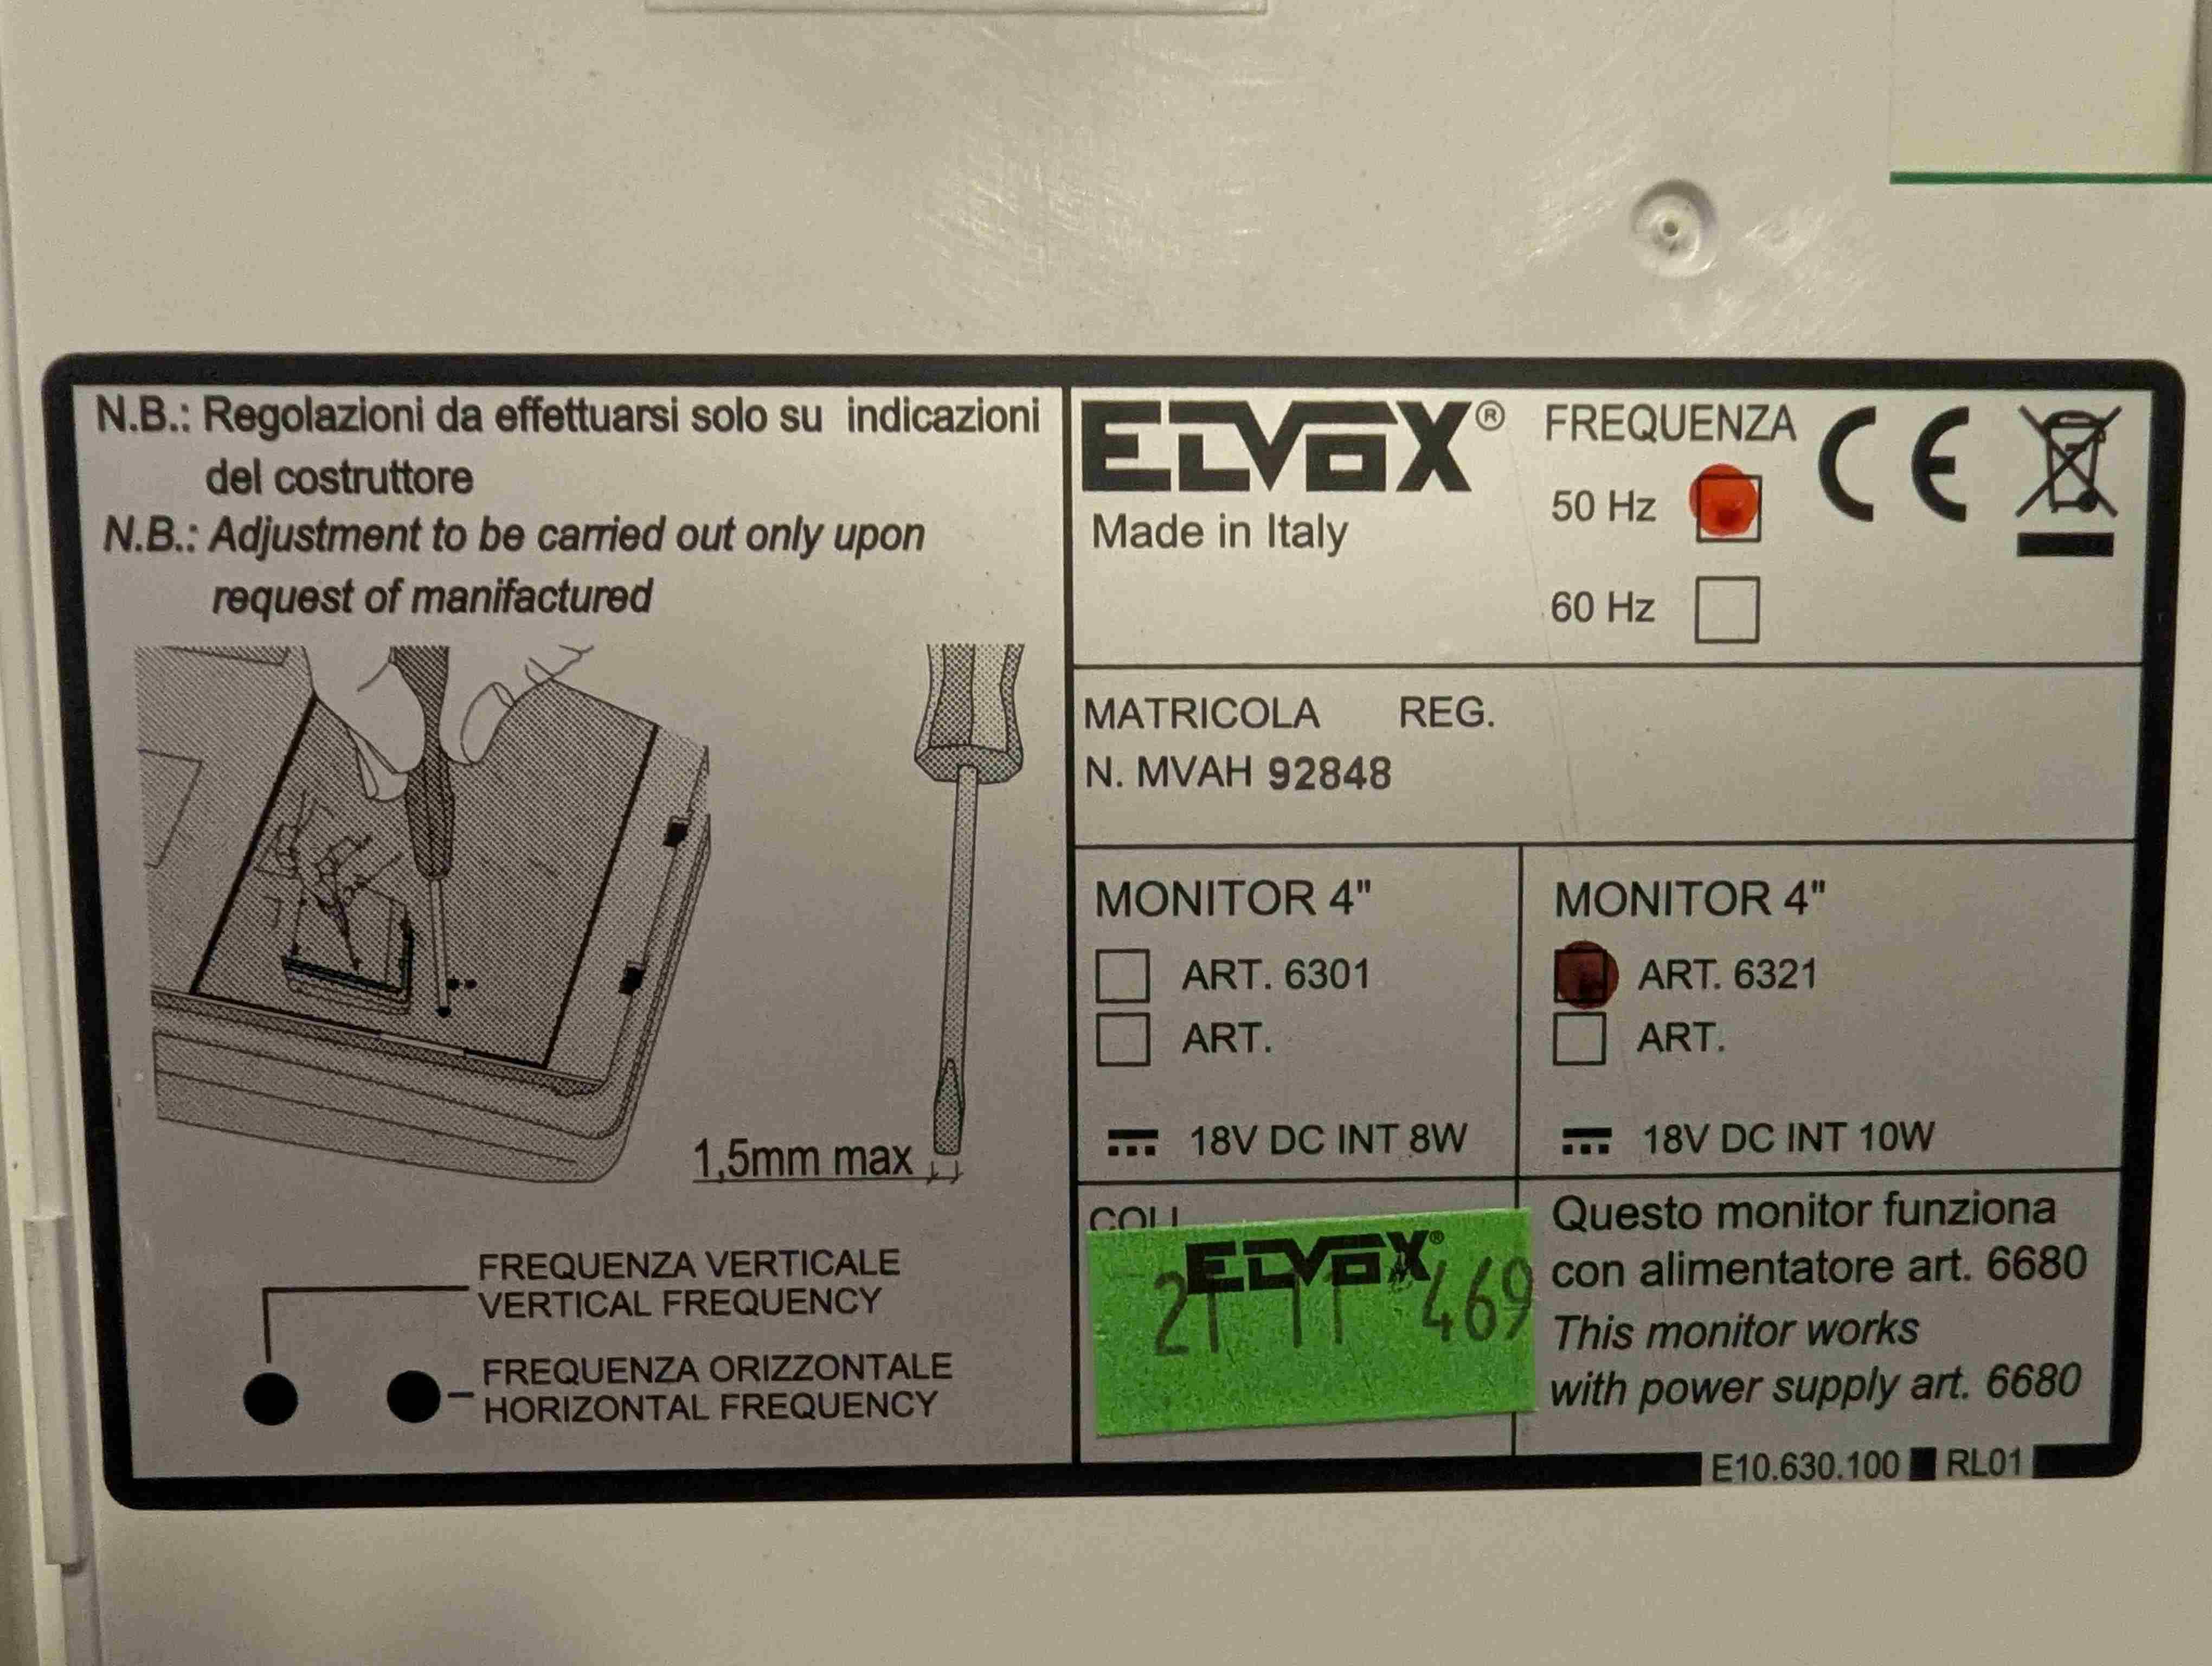 N.B.: Regolazioni da effettuarsi solo su indicazioni
del costruttore
N.B.: Adjustment to be carried out only upon
request of manifactured
1,5mm max
FREQUENZA VERTICALE
VERTICAL FREQUENCY
FREQUENZA ORIZZONTALE
HORIZONTAL FREQUENCY
ELVOX®
Made in Italy
FREQUENZA
50 Hz
60 Hz
CE
MATRICOLA REG.
N. MVAH 92848
MONITOR 4"
ART. 6301
ART.
18V DC INT 8W
MONITOR 4"
ART. 6321
ART.
18V DC INT 10W
COLL
ELVOX®
469
Questo monitor funziona
con alimentatore art. 6680
This monitor works
with power supply art. 6680
E10.630.100 RL01